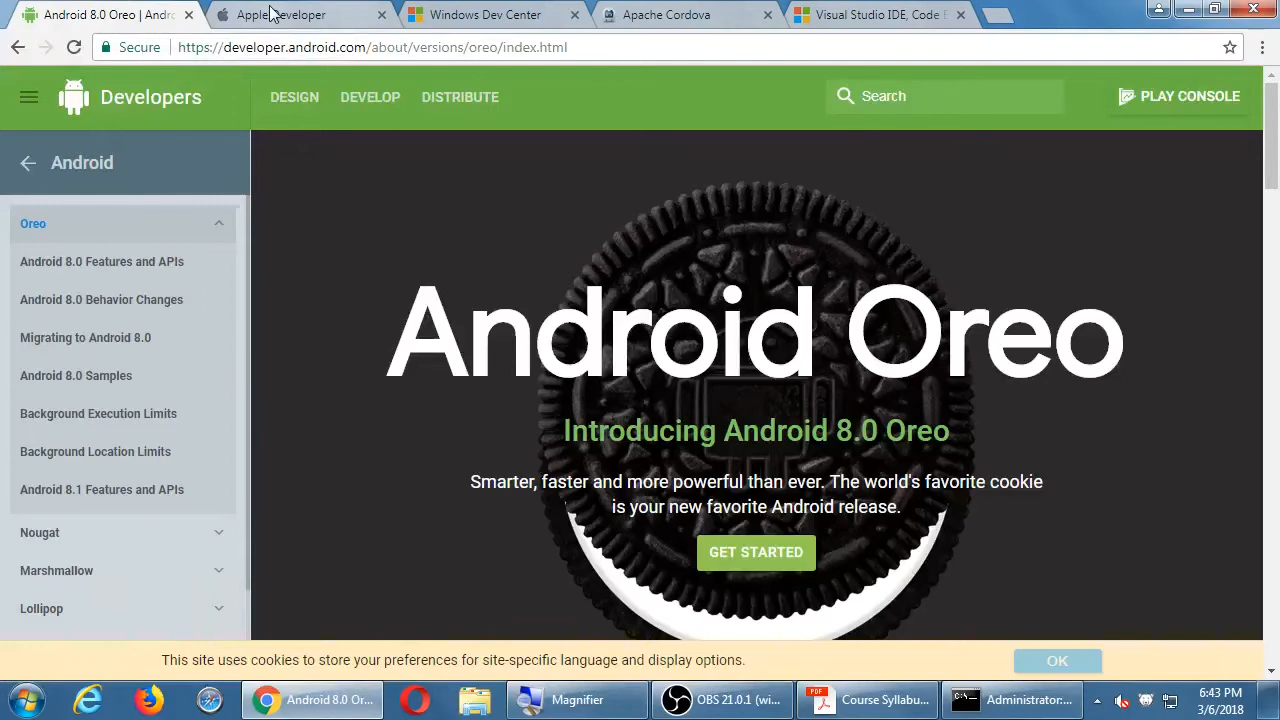 Android 8.0 Oreo | Andro
Apple Developer
Windows Dev Center
Apache Cordova
Visual Studio IDE, Code E
Secure
https://developer.android.com/about/versions/oreo/index.html
Developers
DESIGN
DEVELOP
DISTRIBUTE
Search
PLAY CONSOLE
Android
Oreo
Android 8.0 Features and APIs
Android 8.0 Behavior Changes
Migrating to Android 8.0
Android 8.0 Samples
Background Execution Limits
Background Location Limits
Android 8.1 Features and APIs
Nougat
Marshmallow
Lollipop
Android Oreo
Introducing Android 8.0 Oreo
Smarter, faster and more powerful than ever. The world's favorite cookie
is your new favorite Android release.
GET STARTED
This site uses cookies to store your preferences for site-specific language and display options.
OK
Android 8.0 Or...
Magnifier
OBS 21.0.1 (wi...
Course Syllabu...
Administrator:...
6:43 PM
3/6/2018